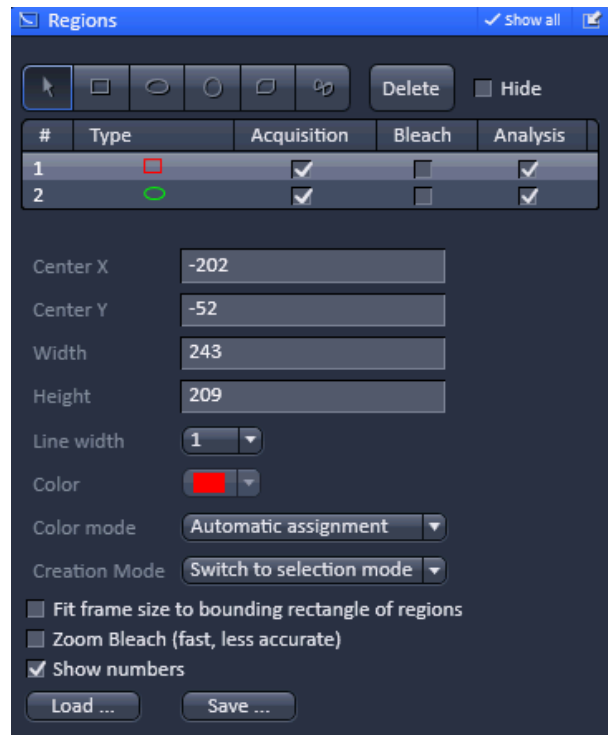 Regions Show all
Delete Hide
# Type Acquisition Bleach Analysis
1
2
Center X -202
Center Y -52
Width 243
Height 209
Line width 1
Color
Color mode Automatic assignment
Creation Mode Switch to selection mode
Fit frame size to bounding rectangle of regions
Zoom Bleach (fast, less accurate)
Show numbers
Load ... Save ...